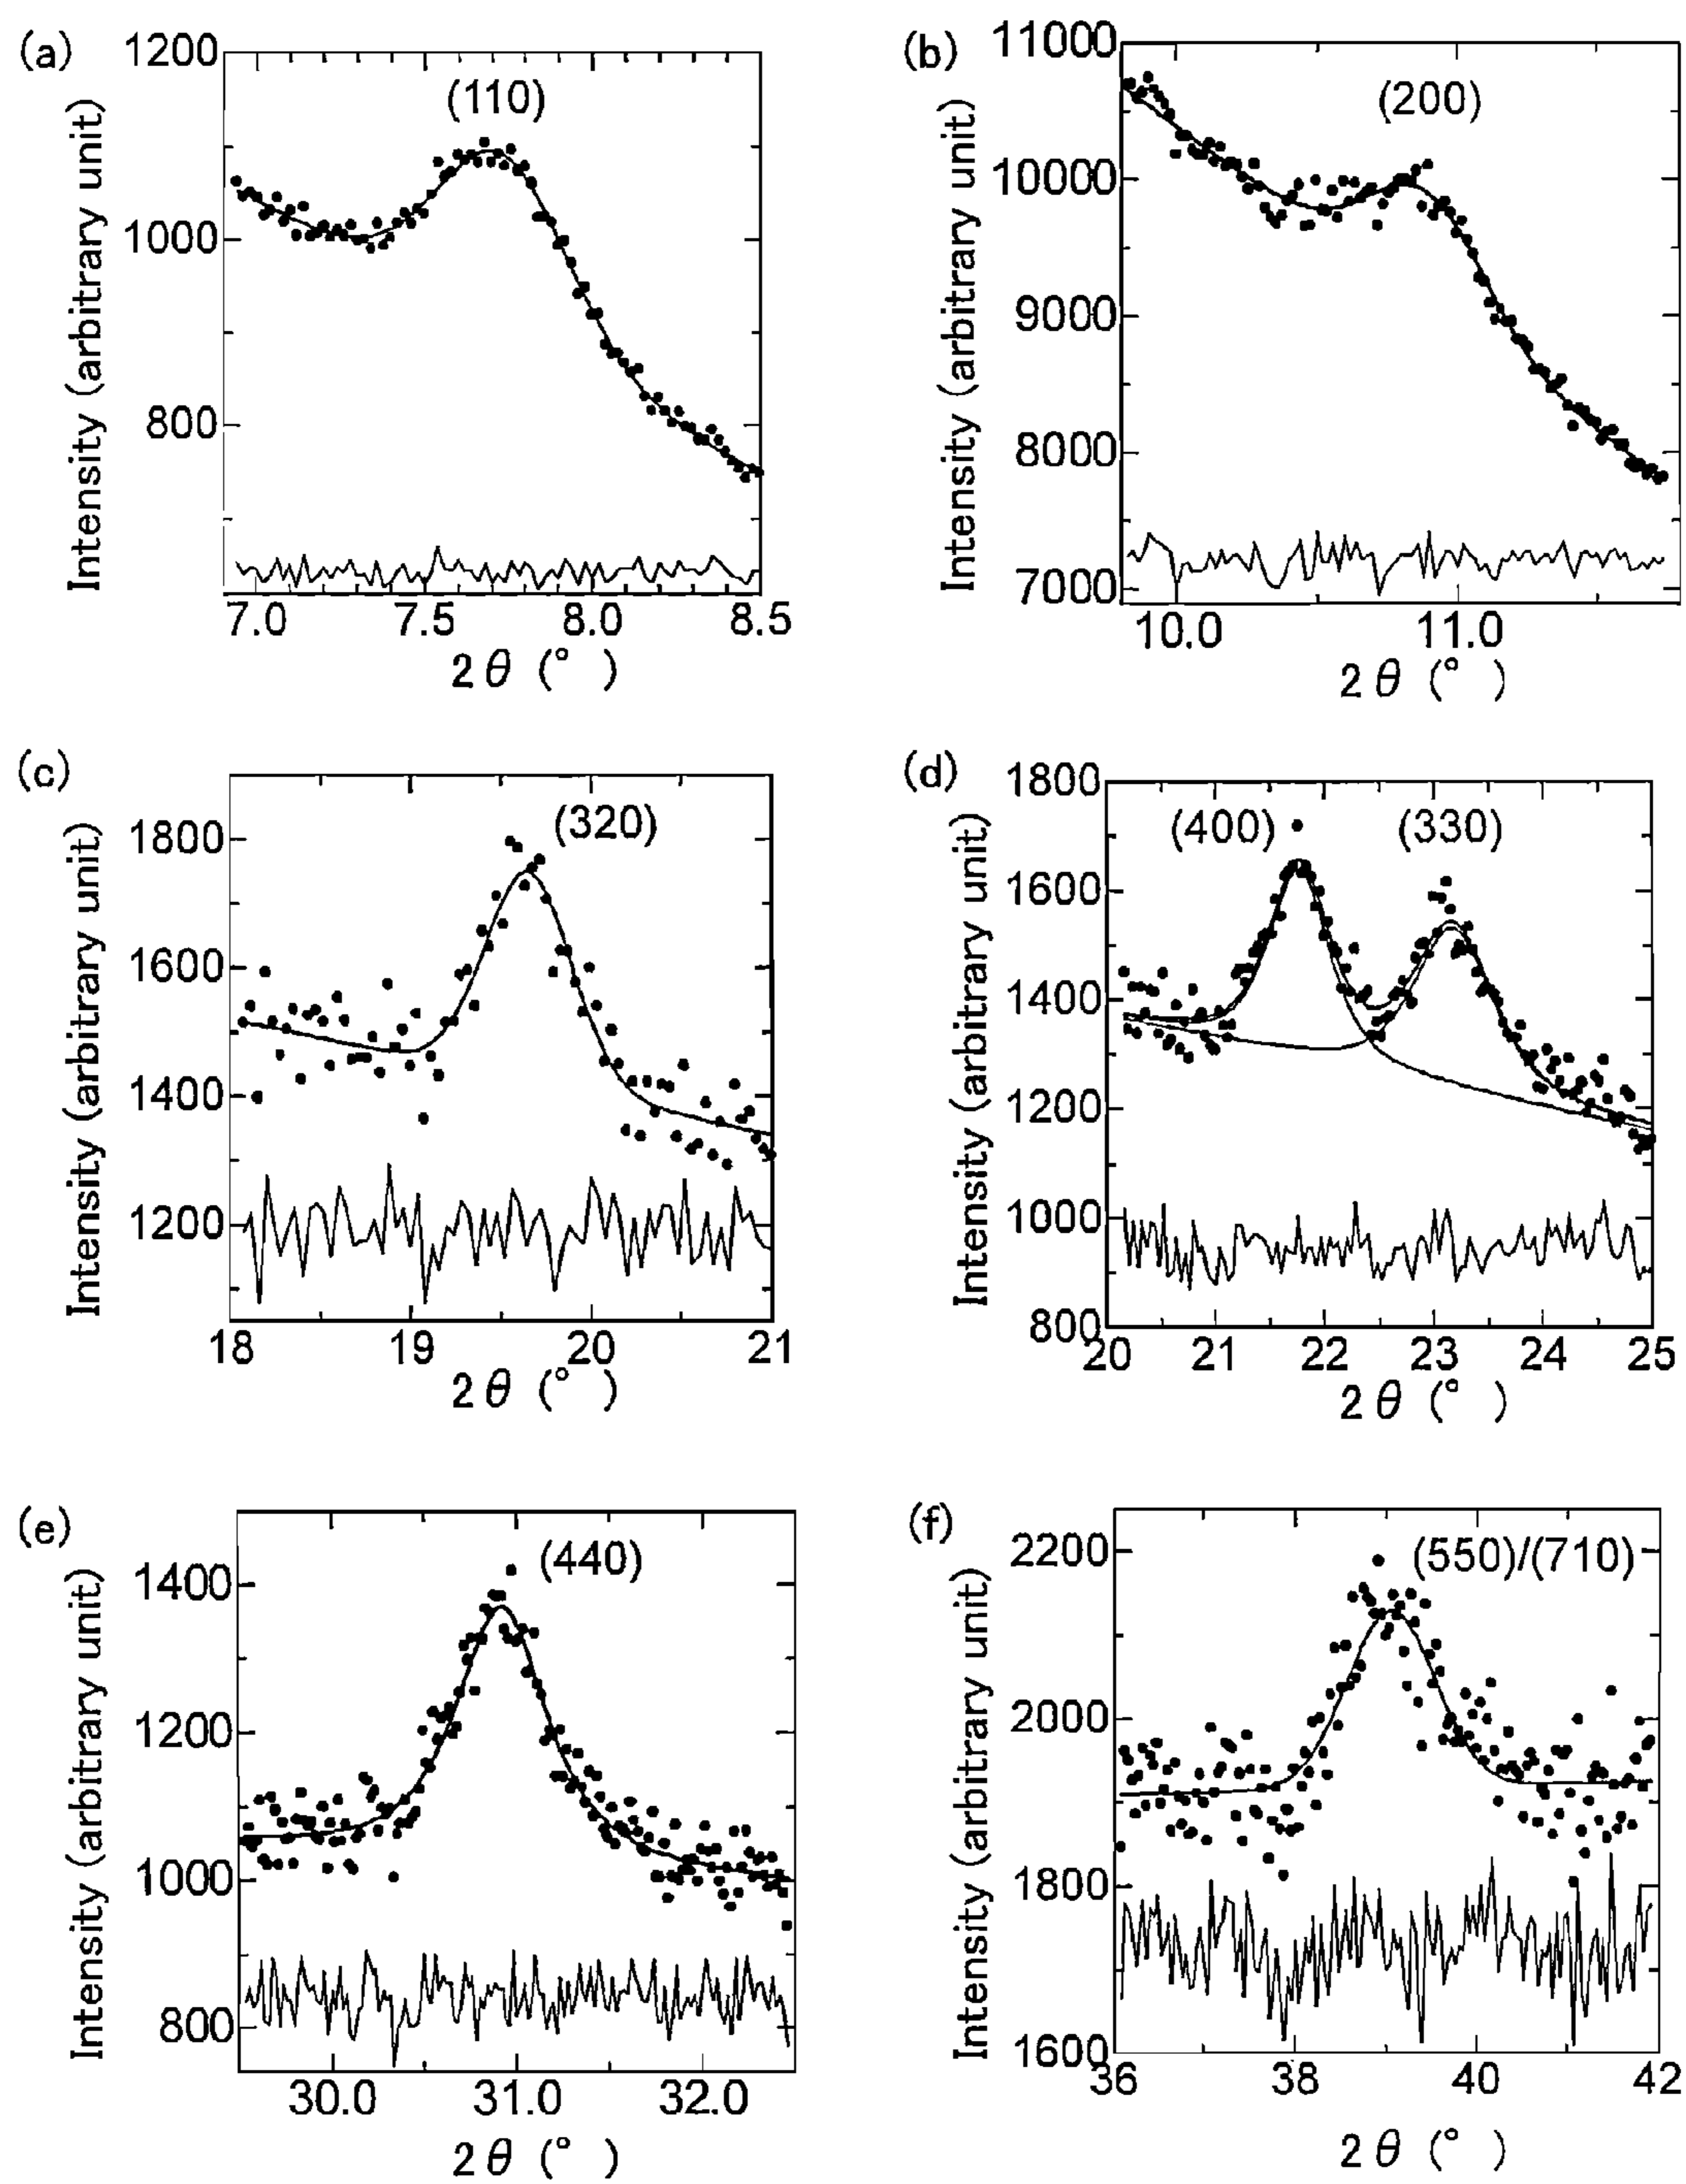 (a)
(110)
Intensity (arbitrary unit)
1200
1000
800
7.0 7.5 8.0 8.5
2θ (°)
(b)
(200)
Intensity (arbitrary unit)
11000
10000
9000
8000
7000
10.0 11.0
2θ (°)
(c)
(320)
Intensity (arbitrary unit)
1800
1600
1400
1200
18 19 20 21
2θ (°)
(d)
(400) (330)
Intensity (arbitrary unit)
1800
1600
1400
1200
1000
800
20 21 22 23 24 25
2θ (°)
(e)
(440)
Intensity (arbitrary unit)
1400
1200
1000
800
30.0 31.0 32.0
2θ (°)
(f)
(550)/(710)
Intensity (arbitrary unit)
2200
2000
1800
1600
36 38 40 42
2θ (°)